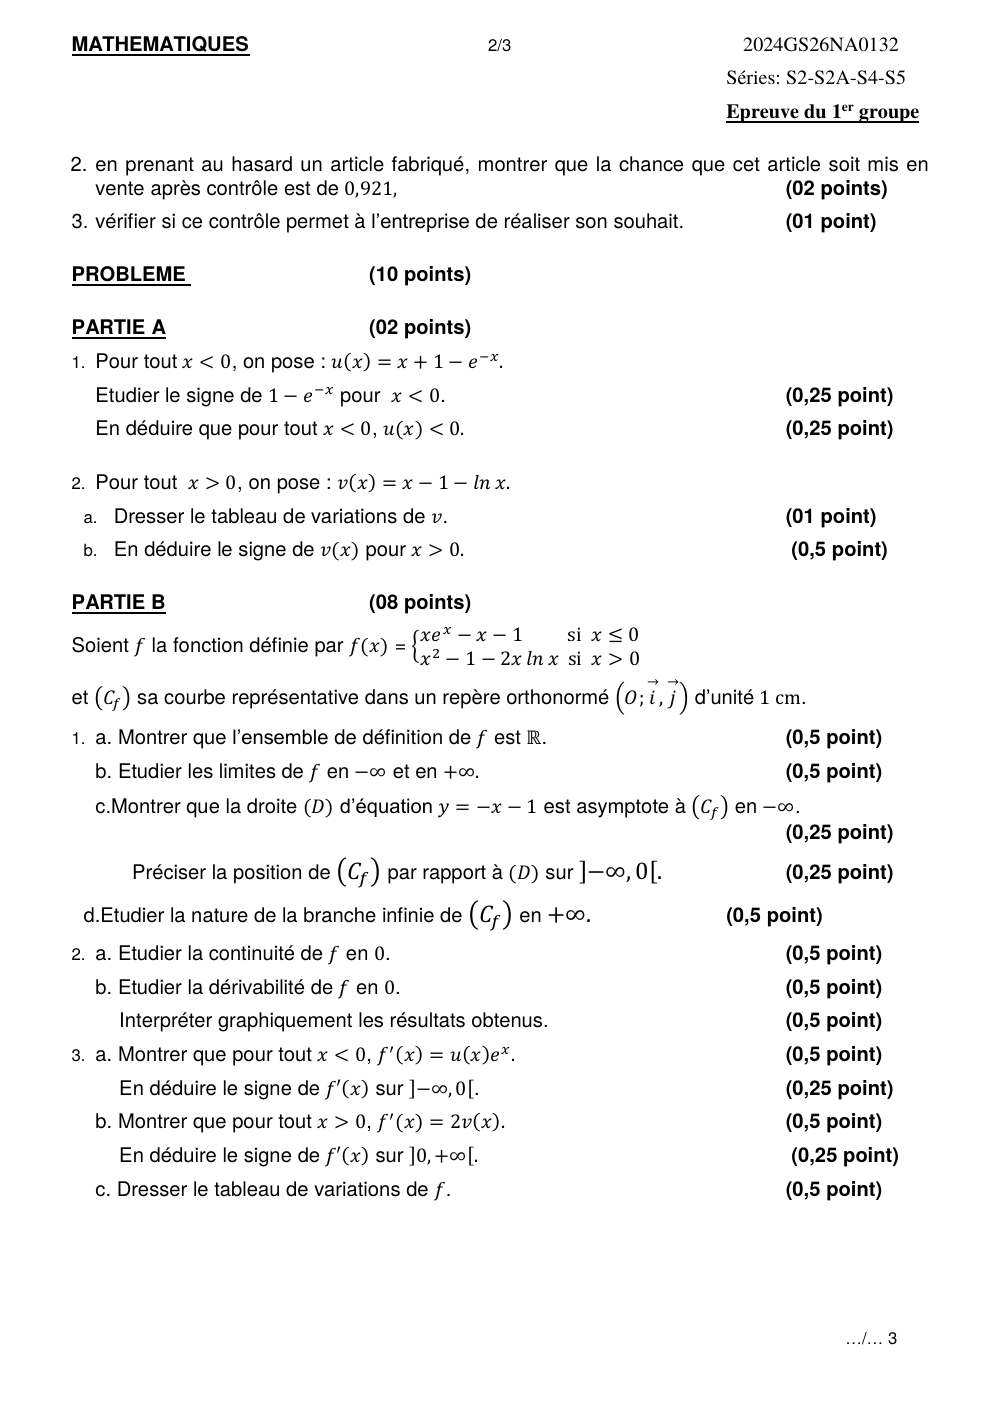 MATHEMATIQUES 2/3 2024GS26NA0132
Séries: S2-S2A-S4-S5
Epreuve du 1er groupe
2. en prenant au hasard un article fabriqué, montrer que la chance que cet article soit mis en
vente après contrôle est de 0,921, (02 points)
3. vérifier si ce contrôle permet à l'entreprise de réaliser son souhait. (01 point)
PROBLEME (10 points)
PARTIE A (02 points)
1. Pour tout x < 0, on pose : u(x) = x + 1 − e^{−x}.
Etudier le signe de 1 − e^{−x} pour x < 0. (0,25 point)
En déduire que pour tout x < 0, u(x) < 0. (0,25 point)
2. Pour tout x > 0, on pose : v(x) = x − 1 − ln x.
a. Dresser le tableau de variations de v. (01 point)
b. En déduire le signe de v(x) pour x > 0. (0,5 point)
PARTIE B (08 points)
Soient f la fonction définie par f(x) = { xe^x − x − 1 si x ≤ 0
x² − 1 − 2x ln x si x > 0
et (C_f) sa courbe représentative dans un repère orthonormé (O; i⃗, j⃗) d'unité 1 cm.
1. a. Montrer que l'ensemble de définition de f est ℝ. (0,5 point)
b. Etudier les limites de f en −∞ et en +∞. (0,5 point)
c.Montrer que la droite (D) d'équation y = −x − 1 est asymptote à (C_f) en −∞.
(0,25 point)
Préciser la position de (C_f) par rapport à (D) sur ]−∞, 0[. (0,25 point)
d.Etudier la nature de la branche infinie de (C_f) en +∞. (0,5 point)
2. a. Etudier la continuité de f en 0. (0,5 point)
b. Etudier la dérivabilité de f en 0. (0,5 point)
Interpréter graphiquement les résultats obtenus. (0,5 point)
3. a. Montrer que pour tout x < 0, f′(x) = u(x)e^x. (0,5 point)
En déduire le signe de f′(x) sur ]−∞, 0[. (0,25 point)
b. Montrer que pour tout x > 0, f′(x) = 2v(x). (0,5 point)
En déduire le signe de f′(x) sur ]0, +∞[. (0,25 point)
c. Dresser le tableau de variations de f. (0,5 point)
…/… 3